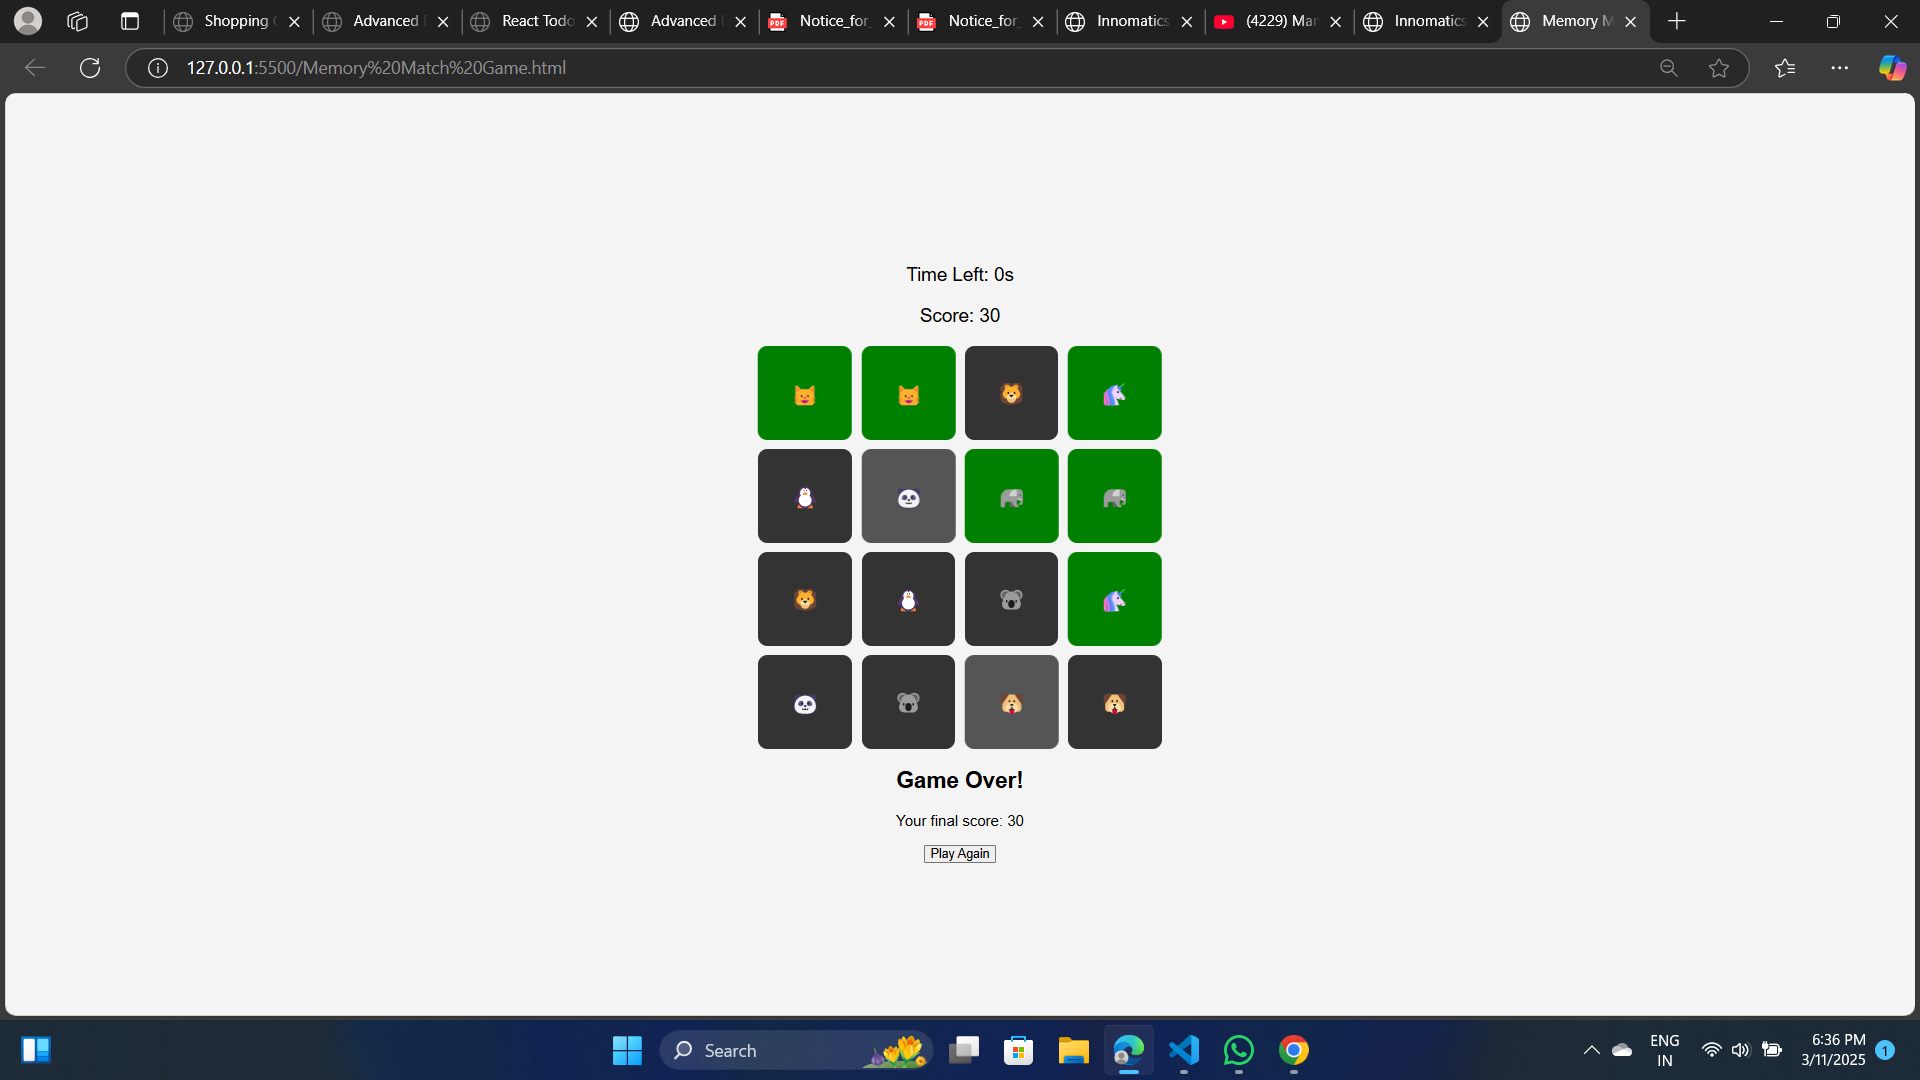 Shopping
Advanced
React Todo
Advanced
Notice_for_
Notice_for_
Innomatics
(4229) Mar
Innomatics
Memory M
127.0.0.1:5500/Memory%20Match%20Game.html
Time Left: 0s
Score: 30
Game Over!
Your final score: 30
Play Again
Search
ENG
IN
6:36 PM
3/11/2025
1